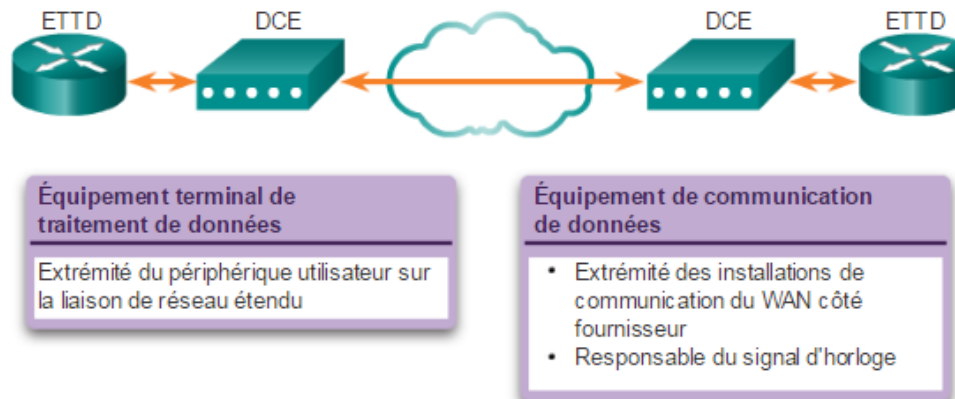 ETTD
DCE
DCE
ETTD
Équipement terminal de
traitement de données
Extrémité du périphérique utilisateur sur
la liaison de réseau étendu
Équipement de communication
de données
• Extrémité des installations de
communication du WAN côté
fournisseur
• Responsable du signal d'horloge